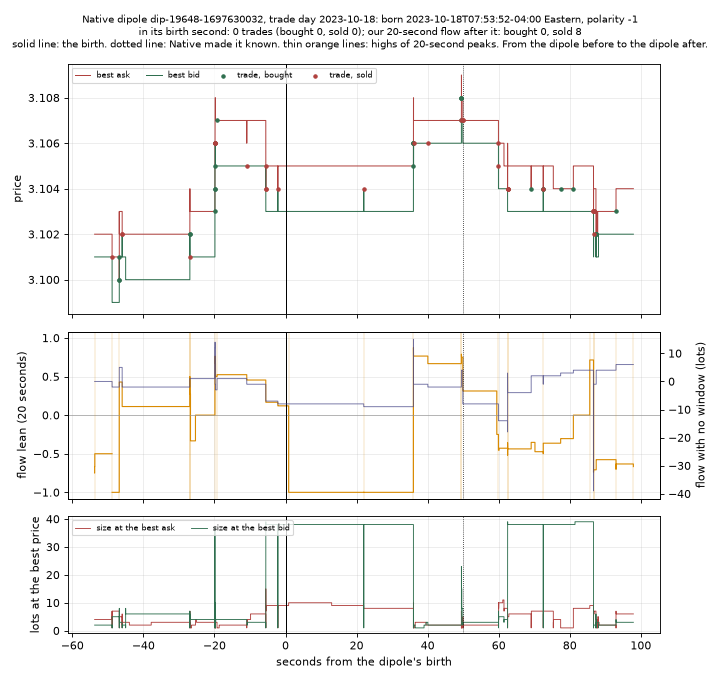 Native dipole dip-19648-1697630032, trade day 2023-10-18: born 2023-10-18T07:53:52-04:00 Eastern, polarity -1
in its birth second: 0 trades (bought 0, sold 0); our 20-second flow after it: bought 0, sold 8
solid line: the birth. dotted line: Native made it known. thin orange lines: highs of 20-second peaks. From the dipole before to the dipole after.
best ask
best bid
trade, bought
trade, sold
3.108
3.106
3.104
3.102
3.100
price
1.0
0.5
0.0
−0.5
−1.0
flow lean (20 seconds)
10
0
−10
−20
−30
−40
flow with no window (lots)
size at the best ask
size at the best bid
40
30
20
10
0
lots at the best price
−60
−40
−20
0
20
40
60
80
100
seconds from the dipole's birth